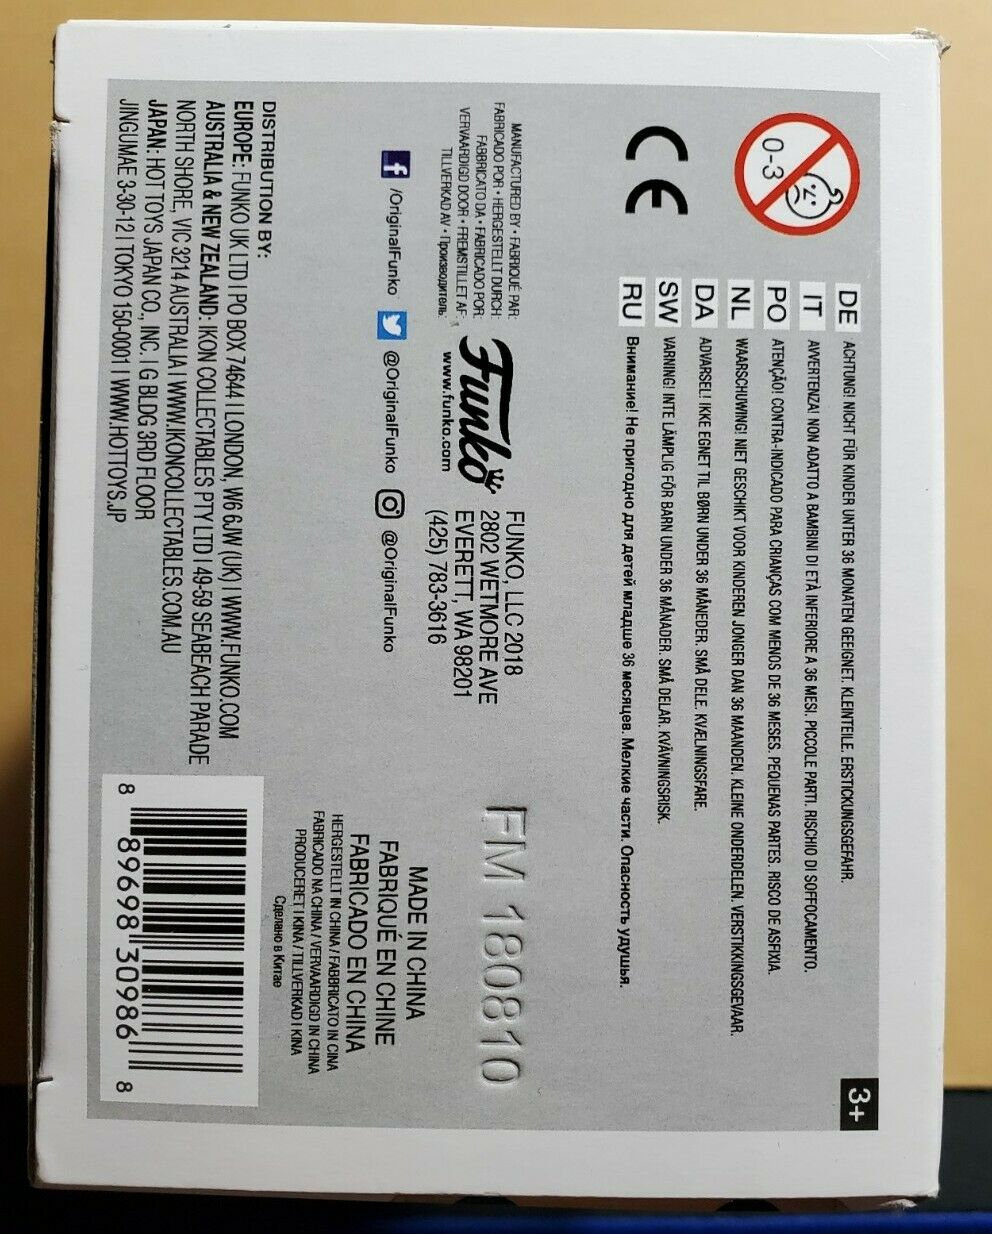 0-3
CE
DE ACHTUNG! NICHT FÜR KINDER UNTER 36 MONATEN GEEIGNET. KLEINTEILE. ERSTICKUNGSGEFAHR.
IT AVVERTENZA! NON ADATTO A BAMBINI DI ETÀ INFERIORE A 36 MESI. PICCOLE PARTI. RISCHIO DI SOFFOCAMENTO.
PO ATENÇÃO! CONTRA-INDICADO PARA CRIANÇAS COM MENOS DE 36 MESES. PEQUENAS PARTES. RISCO DE ASFIXIA.
NL WAARSCHUWING! NIET GESCHIKT VOOR KINDEREN JONGER DAN 36 MAANDEN. KLEINE ONDERDELEN. VERSTIKKINGSGEVAAR.
DA ADVARSEL! IKKE EGNET TIL BØRN UNDER 36 MÅNEDER. SMÅ DELE. KVÆLNINGSFARE.
SW VARNING! INTE LÄMPLIG FÖR BARN UNDER 36 MÅNADER. SMÅ DELAR. KVÄVNINGSRISK.
RU Внимание! Не пригодно для детей младше 36 месяцев. Мелкие части. Опасность удушья.
3+
MANUFACTURED BY • FABRIQUÉ PAR:
FABRICADO POR • HERGESTELLT DURCH:
FABBRICATO DA • FABRICADO POR:
VERVAARDIGD DOOR • FREMSTILLET AF:
TILLVERKAD AV • Производитель:
Funko
www.funko.com
FUNKO, LLC 2018
2802 WETMORE AVE
EVERETT, WA 98201
(425) 783-3616
FM 180810
/OriginalFunko @OriginalFunko @OriginalFunko
MADE IN CHINA
FABRIQUÉ EN CHINE
FABRICADO EN CHINA
HERGESTELLT IN CHINA / FABBRICATO IN CINA
FABRICADO NA CHINA / VERVAARDIGD IN CHINA
PRODUCERET I KINA / TILLVERKAD I KINA
Сделано в Китае
DISTRIBUTION BY:
EUROPE: FUNKO UK LTD I PO BOX 74644 I LONDON, W6 6JW (UK) I WWW.FUNKO.COM
AUSTRALIA & NEW ZEALAND: IKON COLLECTABLES PTY LTD I 49-59 SEABEACH PARADE
NORTH SHORE, VIC 3214 AUSTRALIA I WWW.IKONCOLLECTABLES.COM.AU
JAPAN: HOT TOYS JAPAN CO., INC. I G BLDG 3RD FLOOR
JINGUMAE 3-30-12 I TOKYO 150-0001 I WWW.HOTTOYS.JP
8 89698 30986 8